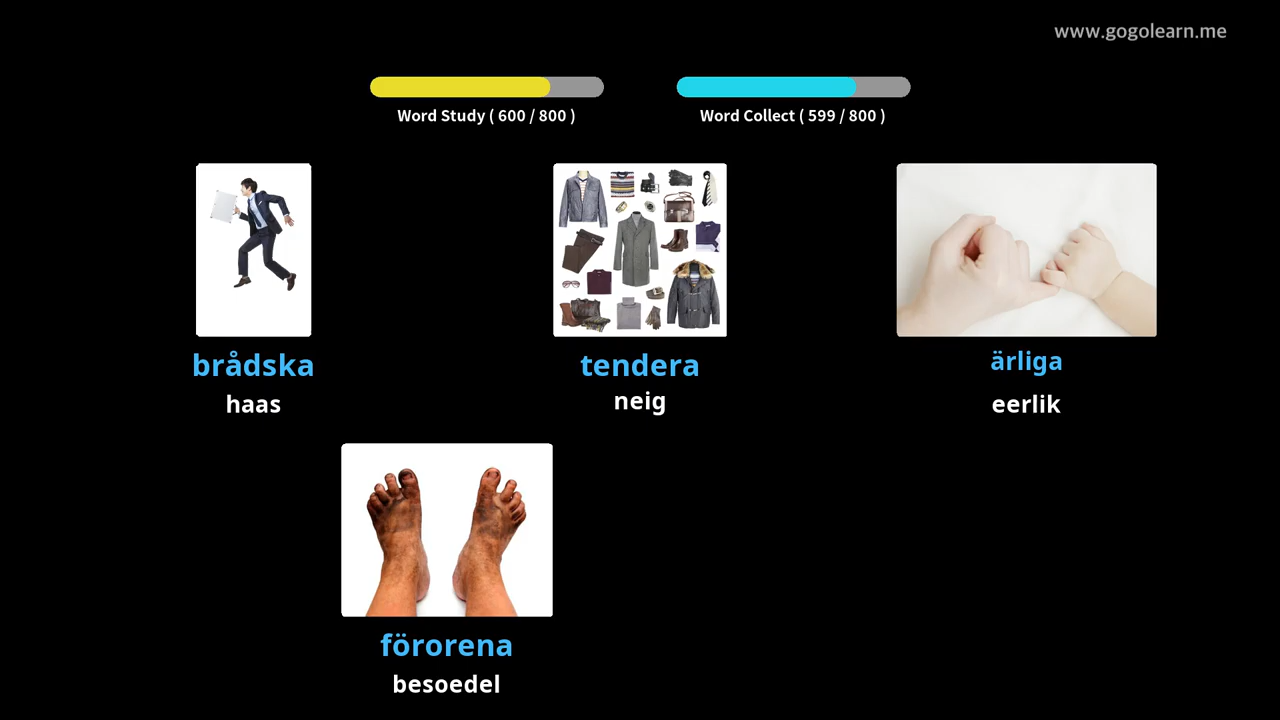 www.gogolearn.me
Word Study ( 600 / 800 )
Word Collect ( 599 / 800 )
brådska
haas
tendera
neig
ärliga
eerlik
förorena
besoedel